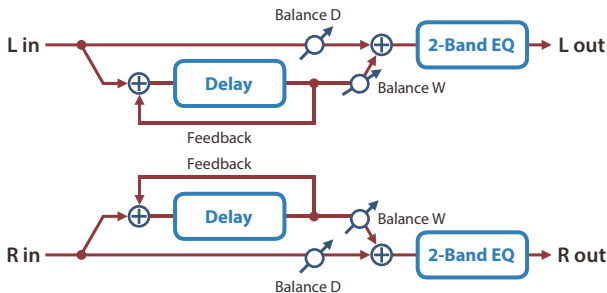 Balance D
L in
2-Band EQ
L out
Delay
Balance W
Feedback
Feedback
Delay
Balance W
R in
2-Band EQ
R out
Balance D